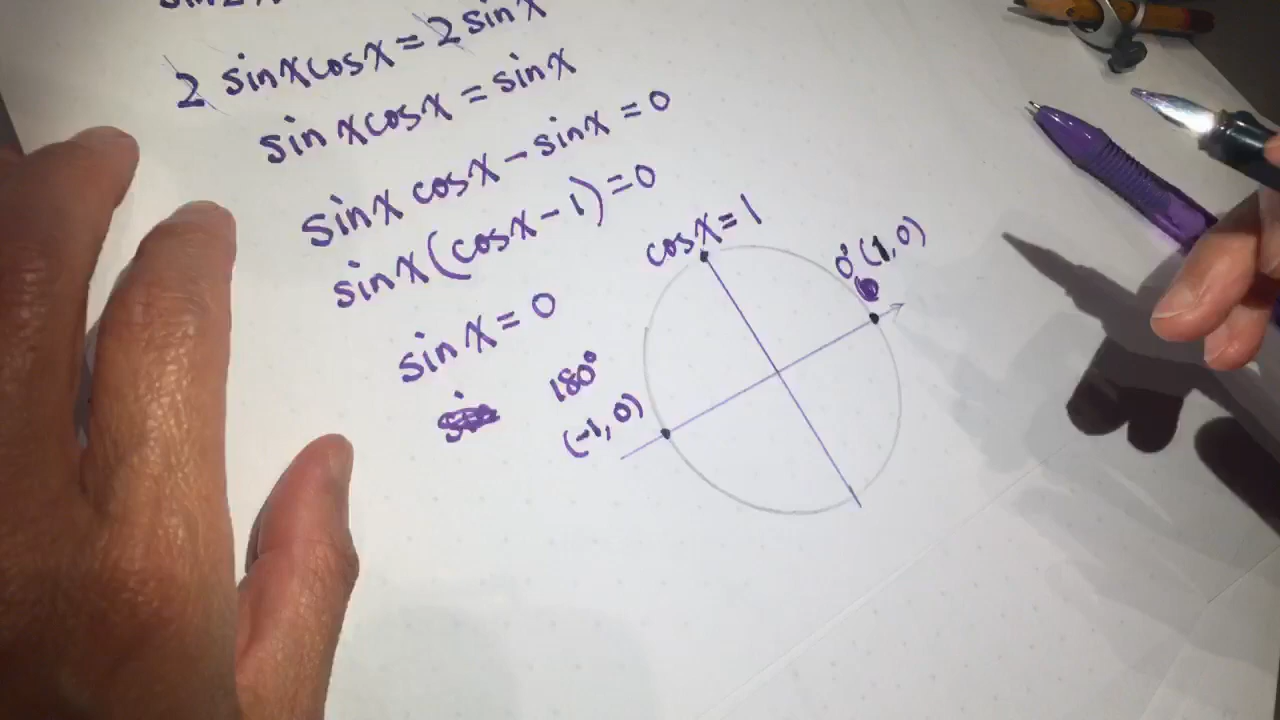 sin2x
2 sinxcosx = 2 sinx
sinxcosx = sinx
sinx cosx - sinx = 0
sinx(cosx - 1) = 0
sinx = 0
cosx = 1
0° (1, 0)
180°
(-1, 0)